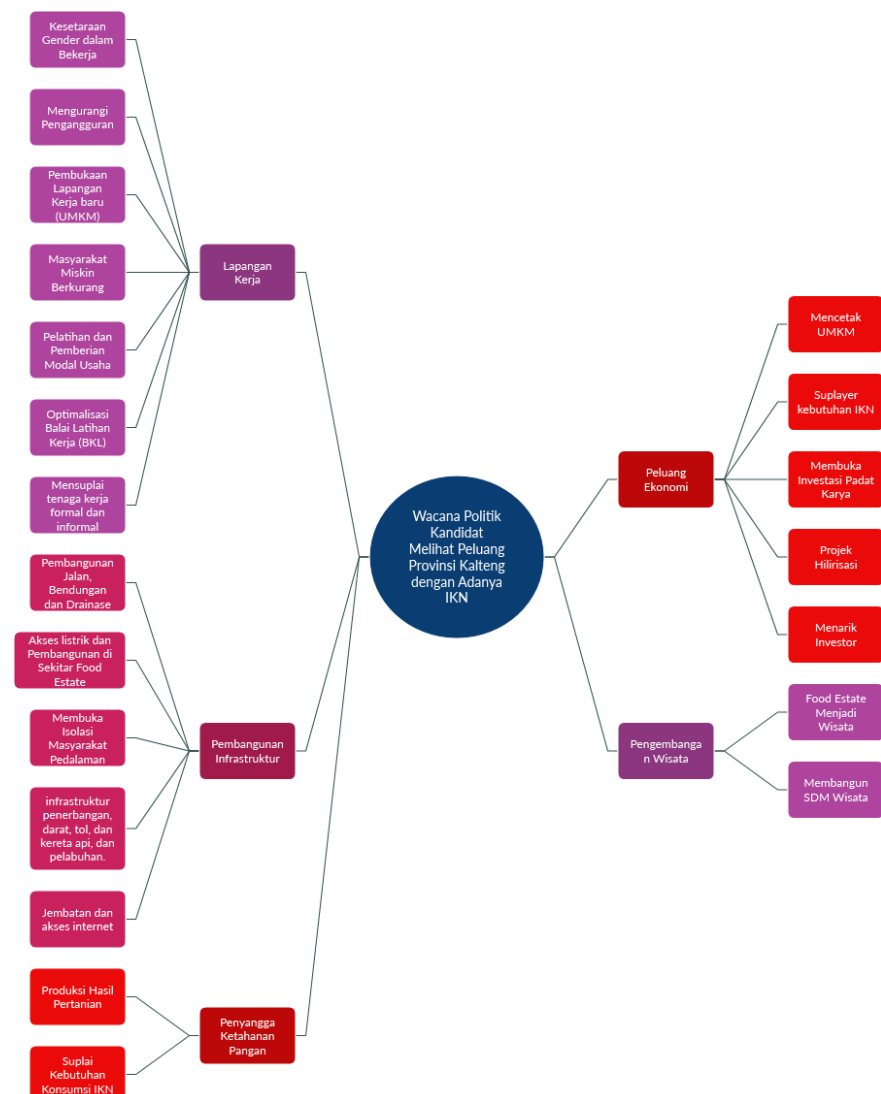 Kesetaraan
Gender dalam
Bekerja
Mengurangi
Pengangguran
Pembukaan
Lapangan
Kerja baru
(UMKM)
Masyarakat
Miskin
Berkurang
Pelatihan dan
Pemberian
Modal Usaha
Optimalisasi
Balai Latihan
Kerja (BKL)
Mensuplai
tenaga kerja
formal dan
informal
Lapangan
Kerja
Pembangunan
Jalan,
Bendungan
dan Drainase
Akses listrik dan
Pembangunan di
Sekitar Food
Estate
Membuka
Isolasi
Masyarakat
Pedalaman
infrastruktur
penerbangan,
darat, tol, dan
kereta api, dan
pelabuhan.
Jembatan dan
akses internet
Pembangunan
Infrastruktur
Produksi Hasil
Pertanian
Suplai
Kebutuhan
Konsumsi IKN
Penyangga
Ketahanan
Pangan
Wacana Politik
Kandidat
Melihat Peluang
Provinsi Kalteng
dengan Adanya
IKN
Peluang
Ekonomi
Mencetak
UMKM
Suplayer
kebutuhan IKN
Membuka
Investasi Padat
Karya
Projek
Hilirisasi
Menarik
Investor
Pengembanga
n Wisata
Food Estate
Menjadi
Wisata
Membangun
SDM Wisata